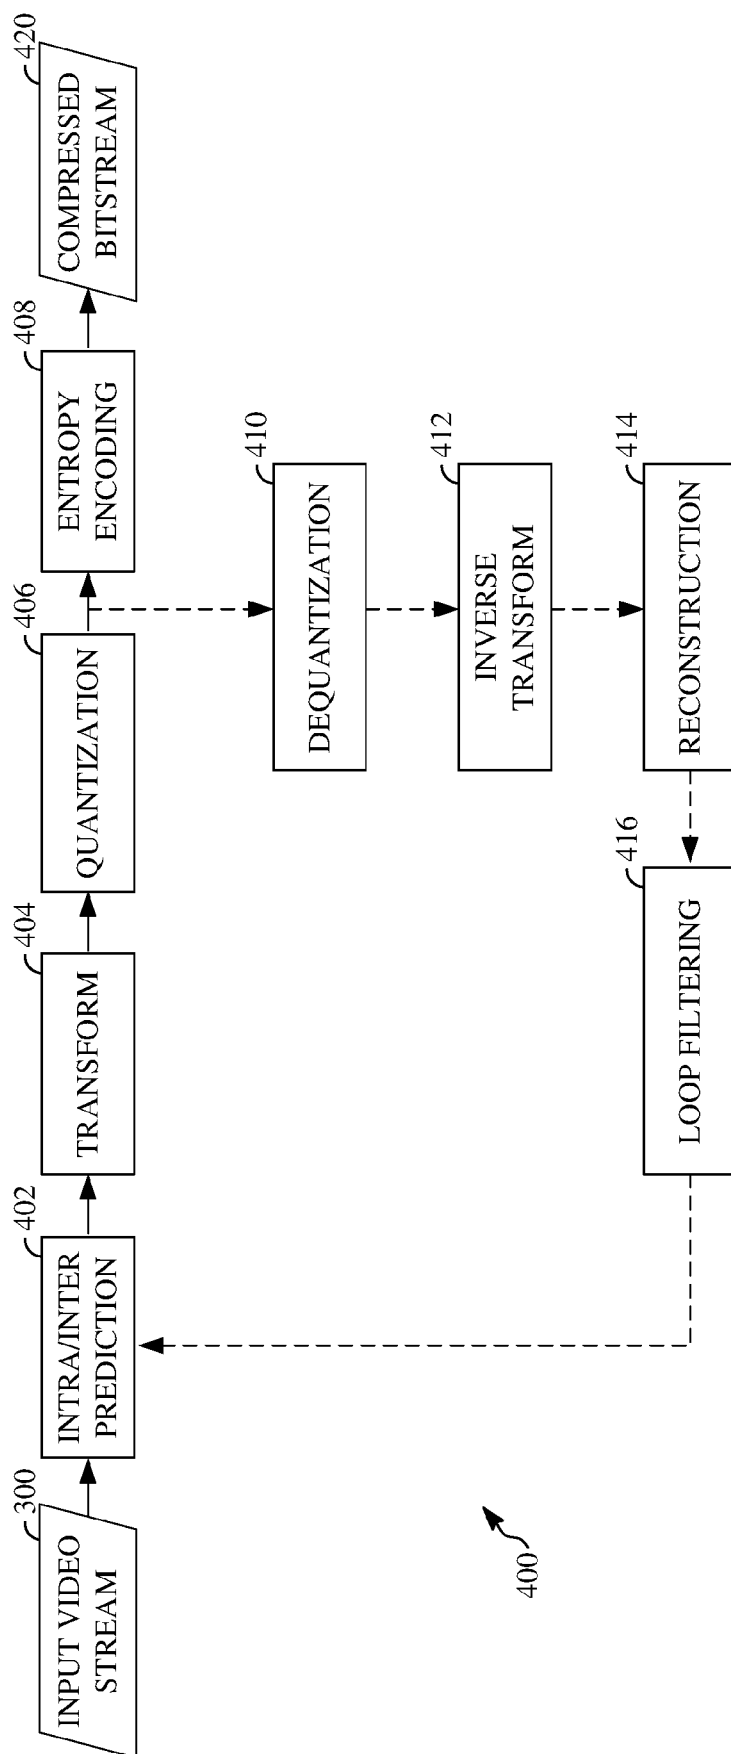 300
INPUT VIDEO
STREAM
402
INTRA/INTER
PREDICTION
404
TRANSFORM
406
QUANTIZATION
408
ENTROPY
ENCODING
420
COMPRESSED
BITSTREAM
410
DEQUANTIZATION
412
INVERSE
TRANSFORM
414
RECONSTRUCTION
416
LOOP FILTERING
400